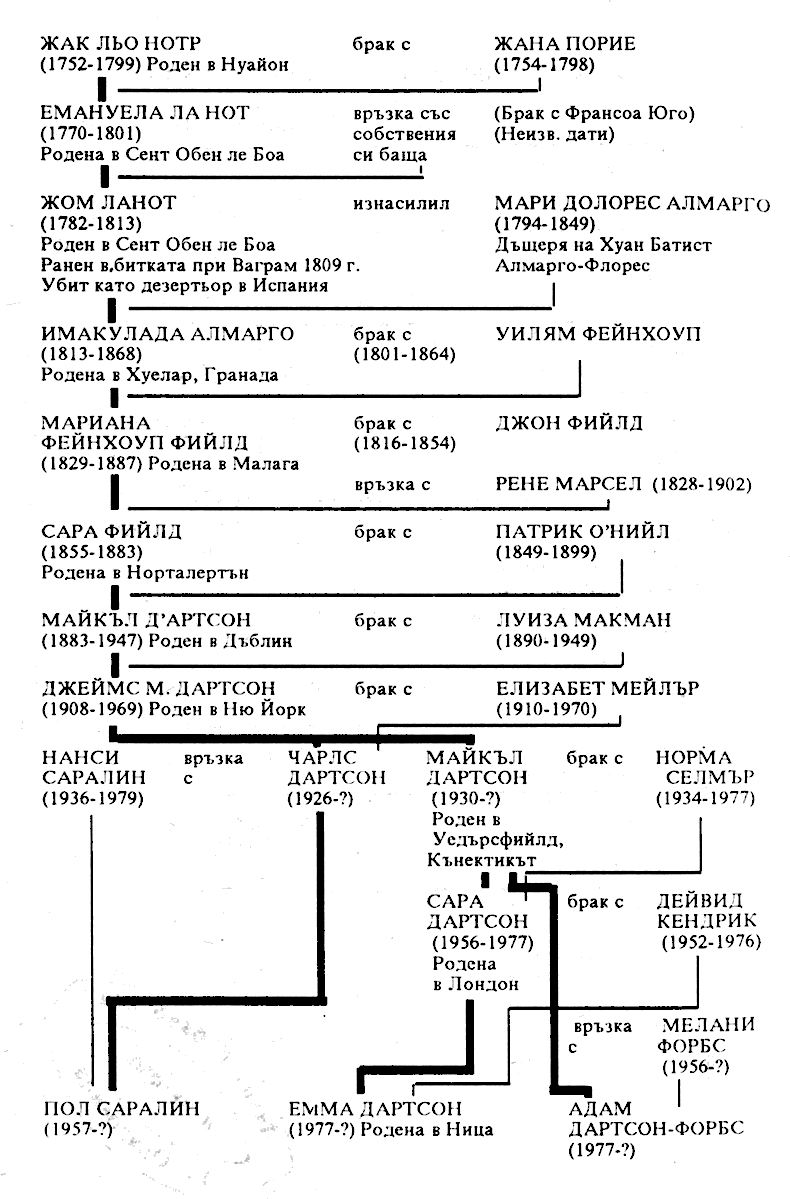 ЖАК ЛЬО НОТР брак с ЖАНА ПОРИЕ
(1752-1799) Роден в Нуайон (1754-1798)
ЕМАНУЕЛА ЛА НОТ връзка със (Брак с Франсоа Юго)
(1770-1801) собствения (Неизв. дати)
Родена в Сент Обен ле Боа си баща
ЖОМ ЛАНОТ изнасилил МАРИ ДОЛОРЕС АЛМАРГО
(1782-1813) (1794-1849)
Роден в Сент Обен ле Боа Дъщеря на Хуан Батист
Ранен в.битката при Ваграм 1809 г. Алмарго-Флорес
Убит като дезертьор в Испания
ИМАКУЛАДА АЛМАРГО брак с УИЛЯМ ФЕЙНХОУП
(1813-1868) (1801-1864)
Родена в Хуелар, Гранада
МАРИАНА брак с ДЖОН ФИЙЛД
ФЕЙНХОУП ФИЙЛД (1816-1854)
(1829-1887) Родена в Малага
връзка с РЕНЕ МАРСЕЛ (1828-1902)
САРА ФИЙЛД брак с ПАТРИК О'НИЙЛ
(1855-1883) (1849-1899)
Родена в Норталертън
МАЙКЪЛ Д'АРТСОН брак с ЛУИЗА МАКМАН
(1883-1947) Роден в Дъблин (1890-1949)
ДЖЕЙМС М. ДАРТСОН брак с ЕЛИЗАБЕТ МЕЙЛЪР
(1908-1969) Роден в Ню Йорк (1910-1970)
НАНСИ връзка ЧАРЛС МАЙКЪЛ брак с НОРМА
САРАЛИН с ДАРТСОН ДАРТСОН СЕЛМЪР
(1936-1979) (1926-?) (1930-?) (1934-1977)
Роден в
Уедърсфийлд,
Кънектикът
САРА брак с ДЕЙВИД
ДАРТСОН КЕНДРИК
(1956-1977) (1952-1976)
Родена
в Лондон
връзка МЕЛАНИ
с ФОРБС
(1956-?)
ПОЛ САРАЛИН ЕММА ДАРТСОН АДАМ
(1957-?) (1977-?) Родена в Ница ДАРТСОН-ФОРБС
(1977-?)